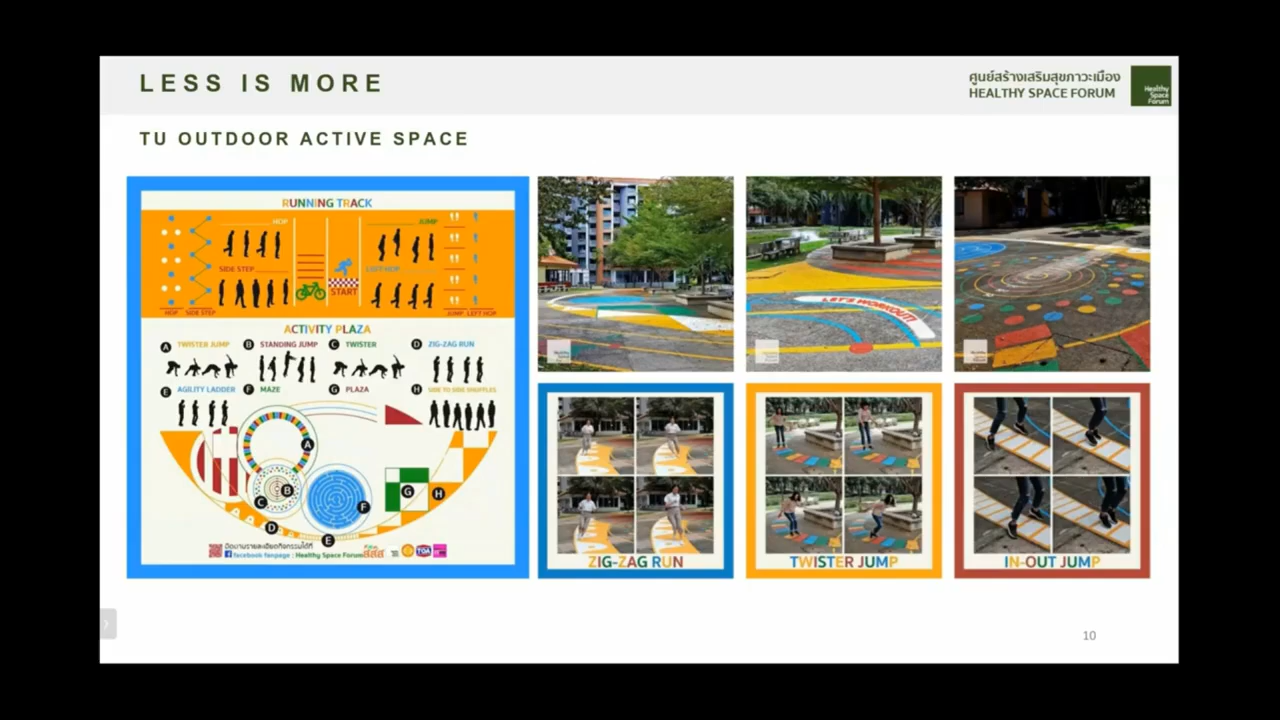 LESS IS MORE
ศูนย์สร้างเสริมสุขภาวะเมือง
HEALTHY SPACE FORUM
Healthy
Space
Forum
TU OUTDOOR ACTIVE SPACE
RUNNING TRACK
HOP
JUMP
SIDE STEP
LEFT HOP
START
HOP SIDE STEP
JUMP LEFT HOP
ACTIVITY PLAZA
A TWISTER JUMP
B STANDING JUMP
C TWISTER
D ZIG-ZAG RUN
E AGILITY LADDER
F MAZE
G PLAZA
H SIDE TO SIDE SHUFFLES
A
B
C
D
E
F
G
H
facebook fanpage : Healthy Space Forum
สสส
TOA
LET'S WORKOUT!
ZIG-ZAG RUN
TWISTER JUMP
IN-OUT JUMP
10